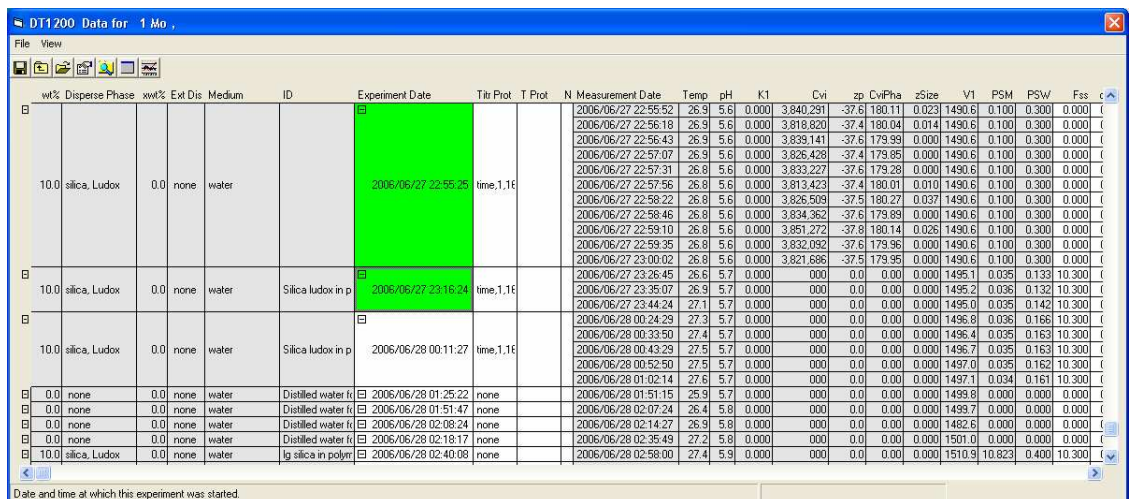 DT1200 Data for 1 Mo ,
File View
wt% Disperse Phase xwt% Ext Dis Medium ID Experiment Date Titr Prot T Prot N Measurement Date Temp pH K1 Cvi zp CviPha zSize V1 PSM PSW Fss
2006/06/27 22:55:52 26.9 5.6 0.000 3,840,291 -37.6 180.11 0.023 1490.6 0.100 0.300 0.000
2006/06/27 22:56:18 26.9 5.6 0.000 3,818,820 -37.4 180.04 0.014 1490.6 0.100 0.300 0.000
2006/06/27 22:56:43 26.9 5.6 0.000 3,839,141 -37.6 179.99 0.000 1490.6 0.100 0.300 0.000
2006/06/27 22:57:07 26.9 5.6 0.000 3,826,428 -37.4 179.85 0.000 1490.6 0.100 0.300 0.000
2006/06/27 22:57:31 26.8 5.6 0.000 3,833,227 -37.6 179.28 0.000 1490.6 0.100 0.300 0.000
10.0 silica, Ludox 0.0 none water 2006/06/27 22:55:25 time,1,16 2006/06/27 22:57:56 26.8 5.6 0.000 3,813,423 -37.4 180.01 0.010 1490.6 0.100 0.300 0.000
2006/06/27 22:58:22 26.8 5.6 0.000 3,826,509 -37.5 180.27 0.037 1490.6 0.100 0.300 0.000
2006/06/27 22:58:46 26.8 5.6 0.000 3,834,362 -37.6 179.89 0.000 1490.6 0.100 0.300 0.000
2006/06/27 22:59:10 26.8 5.6 0.000 3,851,272 -37.8 180.14 0.026 1490.6 0.100 0.300 0.000
2006/06/27 22:59:35 26.8 5.6 0.000 3,832,092 -37.6 179.96 0.000 1490.6 0.100 0.300 0.000
2006/06/27 23:00:02 26.8 5.6 0.000 3,821,686 -37.5 179.95 0.000 1490.6 0.100 0.300 0.000
2006/06/27 23:26:45 26.6 5.7 0.000 000 0.0 0.00 0.000 1495.1 0.035 0.133 10.300
10.0 silica, Ludox 0.0 none water Silica ludox in p 2006/06/27 23:16:24 time,1,16 2006/06/27 23:35:07 26.9 5.7 0.000 000 0.0 0.00 0.000 1495.2 0.036 0.132 10.300
2006/06/27 23:44:24 27.1 5.7 0.000 000 0.0 0.00 0.000 1495.0 0.035 0.142 10.300
2006/06/28 00:24:29 27.3 5.7 0.000 000 0.0 0.00 0.000 1496.8 0.036 0.166 10.300
2006/06/28 00:33:50 27.4 5.7 0.000 000 0.0 0.00 0.000 1496.4 0.035 0.163 10.300
10.0 silica, Ludox 0.0 none water Silica ludox in p 2006/06/28 00:11:27 time,1,16 2006/06/28 00:43:29 27.5 5.7 0.000 000 0.0 0.00 0.000 1496.7 0.035 0.163 10.300
2006/06/28 00:52:50 27.5 5.7 0.000 000 0.0 0.00 0.000 1497.0 0.035 0.162 10.300
2006/06/28 01:02:14 27.6 5.7 0.000 000 0.0 0.00 0.000 1497.1 0.034 0.161 10.300
0.0 none 0.0 none water Distilled water fo 2006/06/28 01:25:22 none 2006/06/28 01:51:15 25.9 5.7 0.000 000 0.0 0.00 0.000 1499.8 0.000 0.000 0.000
0.0 none 0.0 none water Distilled water fo 2006/06/28 01:51:47 none 2006/06/28 02:07:24 26.4 5.8 0.000 000 0.0 0.00 0.000 1499.7 0.000 0.000 0.000
0.0 none 0.0 none water Distilled water fo 2006/06/28 02:08:24 none 2006/06/28 02:14:27 26.9 5.8 0.000 000 0.0 0.00 0.000 1482.6 0.000 0.000 0.000
0.0 none 0.0 none water Distilled water fo 2006/06/28 02:18:17 none 2006/06/28 02:35:49 27.2 5.8 0.000 000 0.0 0.00 0.000 1501.0 0.000 0.000 0.000
10.0 silica, Ludox 0.0 none water lg silica in polym 2006/06/28 02:40:08 none 2006/06/28 02:58:00 27.4 5.9 0.000 000 0.0 0.00 0.000 1510.9 10.823 0.400 10.300
Date and time at which this experiment was started.